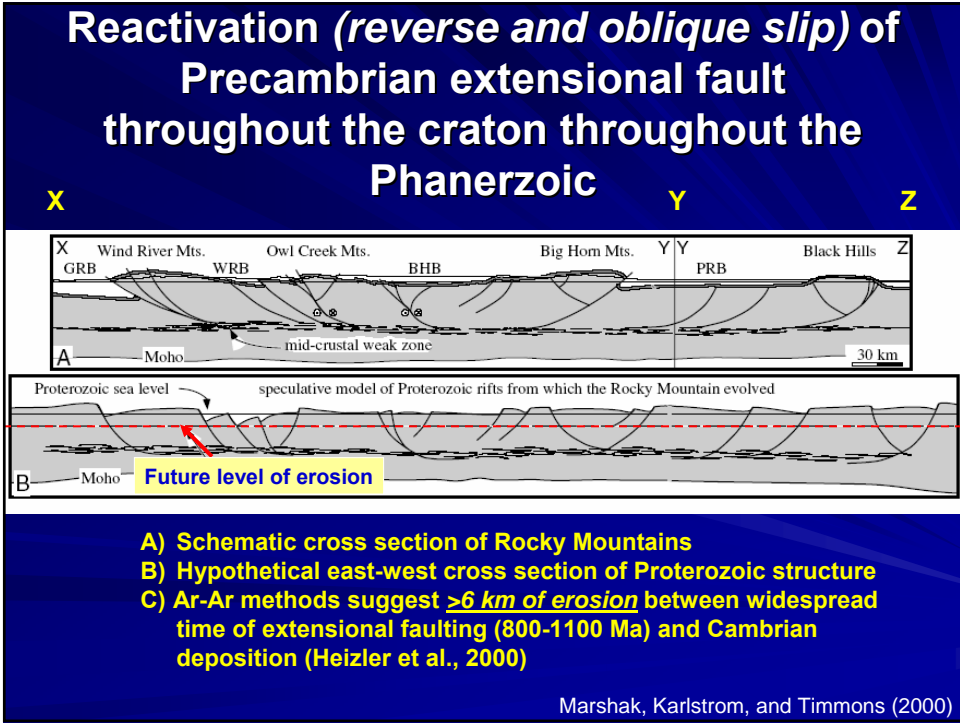 Reactivation (reverse and oblique slip) of
Precambrian extensional fault
throughout the craton throughout the
Phanerzoic
X Y Z
X Wind River Mts. Owl Creek Mts. Big Horn Mts. Y Y Black Hills Z
GRB WRB BHB PRB
mid-crustal weak zone
A Moho 30 km
Proterozoic sea level speculative model of Proterozoic rifts from which the Rocky Mountain evolved
B Moho Future level of erosion
A) Schematic cross section of Rocky Mountains
B) Hypothetical east-west cross section of Proterozoic structure
C) Ar-Ar methods suggest >6 km of erosion between widespread
time of extensional faulting (800-1100 Ma) and Cambrian
deposition (Heizler et al., 2000)
Marshak, Karlstrom, and Timmons (2000)